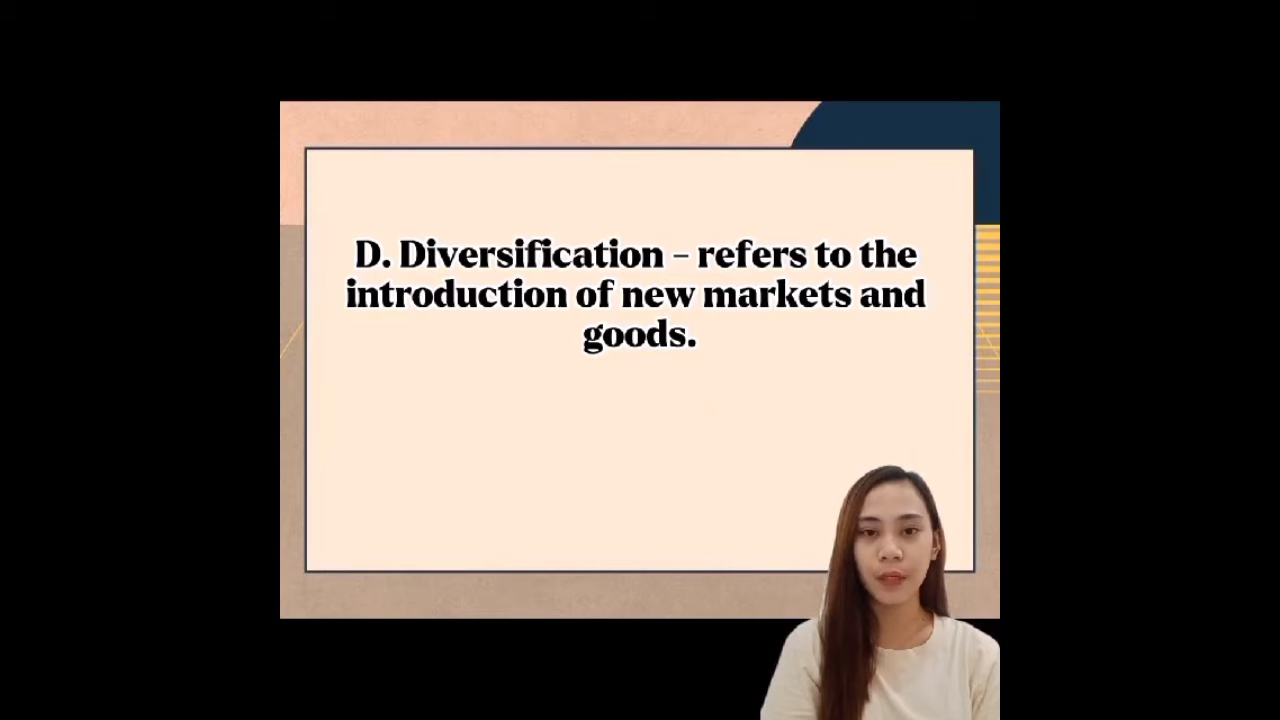 D. Diversification – refers to the
introduction of new markets and
goods.